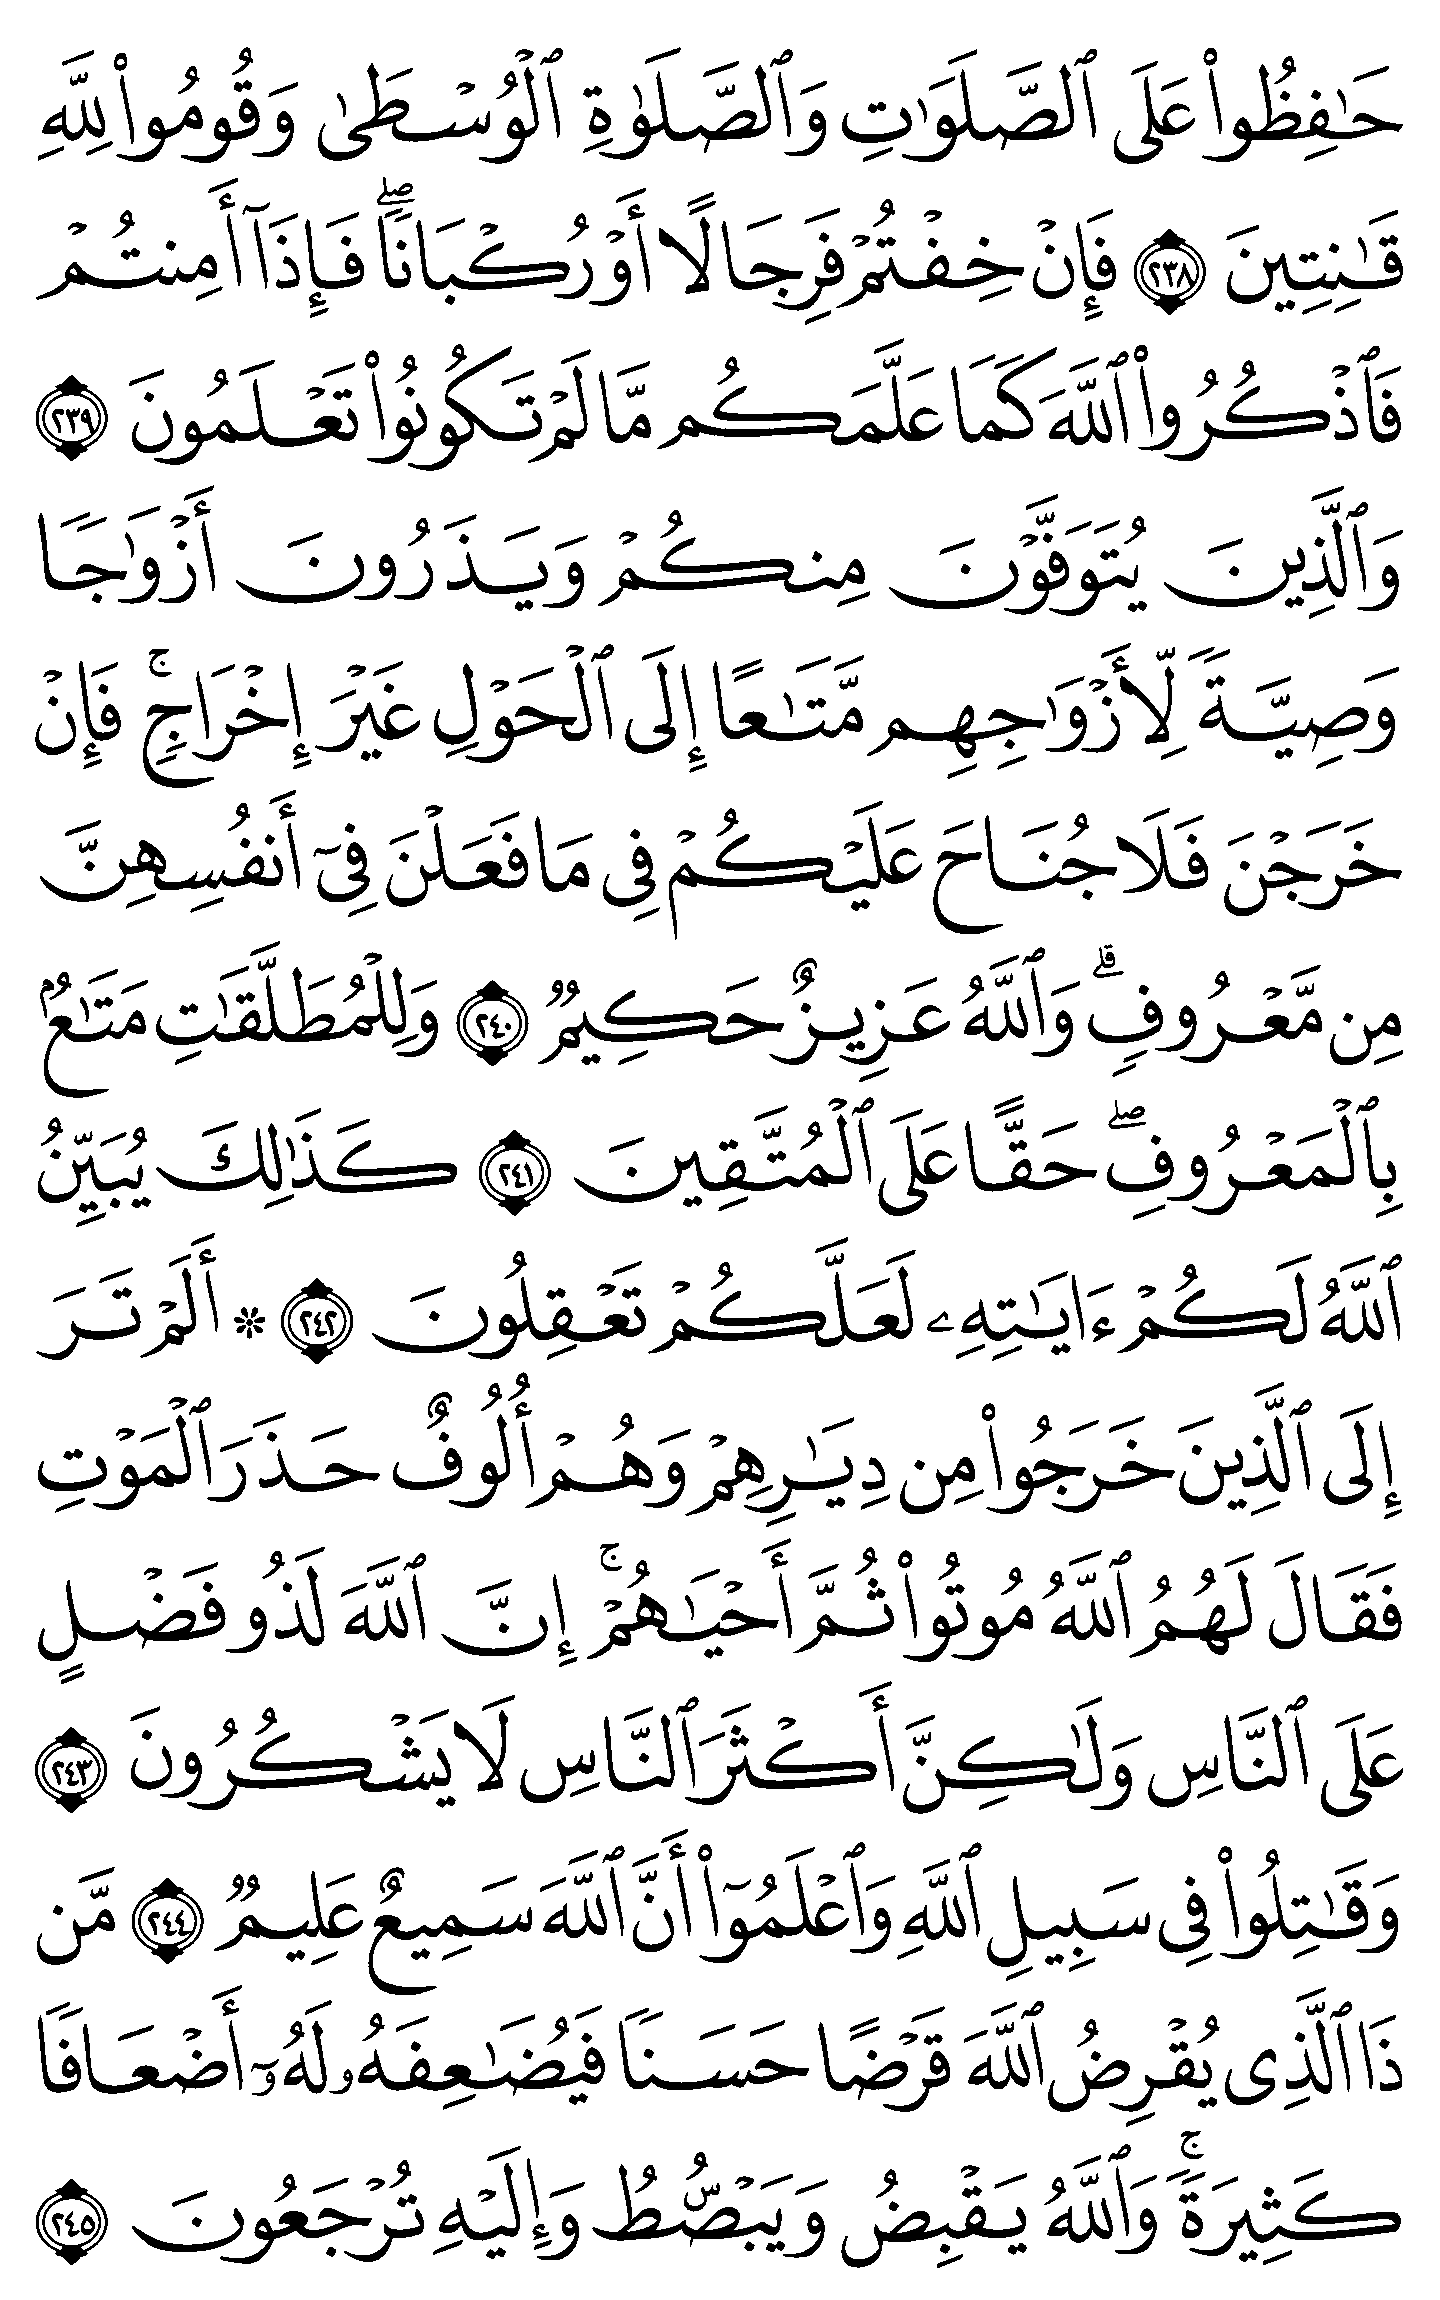 حَـٰفِظُوا۟ عَلَى ٱلصَّلَوَٰتِ وَٱلصَّلَوٰةِ ٱلْوُسْطَىٰ وَقُومُوا۟ لِلَّهِ
قَـٰنِتِينَ ٢٣٨ فَإِنْ خِفْتُمْ فَرِجَالًا أَوْ رُكْبَانًا ۖ فَإِذَآ أَمِنتُمْ
فَٱذْكُرُوا۟ ٱللَّهَ كَمَا عَلَّمَكُم مَّا لَمْ تَكُونُوا۟ تَعْلَمُونَ ٢٣٩
وَٱلَّذِينَ يُتَوَفَّوْنَ مِنكُمْ وَيَذَرُونَ أَزْوَٰجًا
وَصِيَّةً لِّأَزْوَٰجِهِم مَّتَـٰعًا إِلَى ٱلْحَوْلِ غَيْرَ إِخْرَاجٍ ۚ فَإِنْ
خَرَجْنَ فَلَا جُنَاحَ عَلَيْكُمْ فِى مَا فَعَلْنَ فِىٓ أَنفُسِهِنَّ
مِن مَّعْرُوفٍ ۗ وَٱللَّهُ عَزِيزٌ حَكِيمٌ ٢٤٠ وَلِلْمُطَلَّقَـٰتِ مَتَـٰعٌۢ
بِٱلْمَعْرُوفِ ۖ حَقًّا عَلَى ٱلْمُتَّقِينَ ٢٤١ كَذَٰلِكَ يُبَيِّنُ
ٱللَّهُ لَكُمْ ءَايَـٰتِهِۦ لَعَلَّكُمْ تَعْقِلُونَ ٢٤٢ ۞ أَلَمْ تَرَ
إِلَى ٱلَّذِينَ خَرَجُوا۟ مِن دِيَـٰرِهِمْ وَهُمْ أُلُوفٌ حَذَرَ ٱلْمَوْتِ
فَقَالَ لَهُمُ ٱللَّهُ مُوتُوا۟ ثُمَّ أَحْيَـٰهُمْ ۚ إِنَّ ٱللَّهَ لَذُو فَضْلٍ
عَلَى ٱلنَّاسِ وَلَـٰكِنَّ أَكْثَرَ ٱلنَّاسِ لَا يَشْكُرُونَ ٢٤٣
وَقَـٰتِلُوا۟ فِى سَبِيلِ ٱللَّهِ وَٱعْلَمُوٓا۟ أَنَّ ٱللَّهَ سَمِيعٌ عَلِيمٌ ٢٤٤ مَّن
ذَا ٱلَّذِى يُقْرِضُ ٱللَّهَ قَرْضًا حَسَنًا فَيُضَـٰعِفَهُۥ لَهُۥٓ أَضْعَافًا
كَثِيرَةً ۚ وَٱللَّهُ يَقْبِضُ وَيَبْصُۜطُ وَإِلَيْهِ تُرْجَعُونَ ٢٤٥